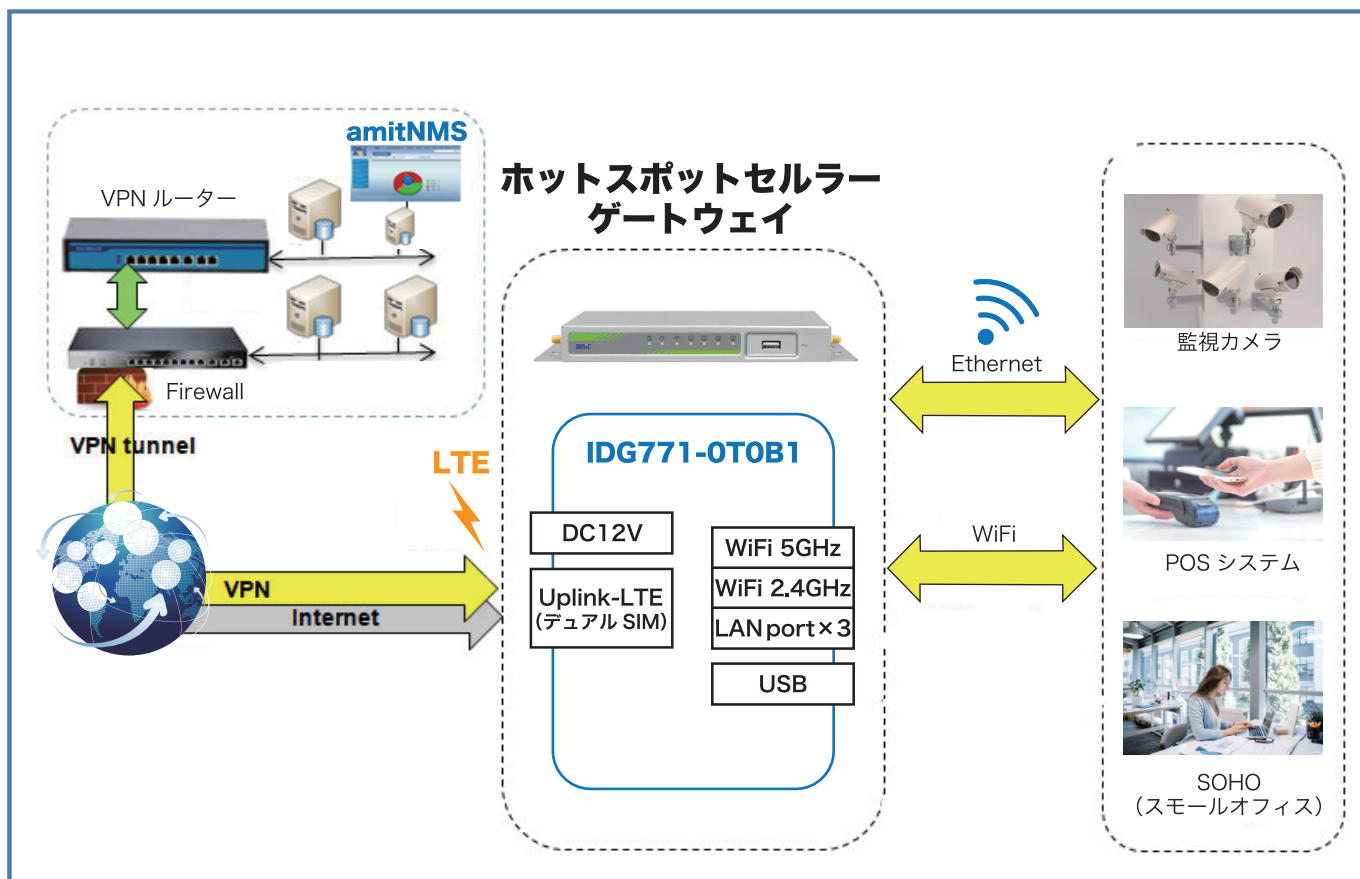 amitNMS
VPN ルーター
Firewall
VPN tunnel
ホットスポットセルラー
ゲートウェイ
LTE
VPN
Internet
IDG771-0T0B1
DC12V
Uplink-LTE
(デュアル SIM)
WiFi 5GHz
WiFi 2.4GHz
LAN port×3
USB
Ethernet
WiFi
監視カメラ
POS システム
SOHO
(スモールオフィス)